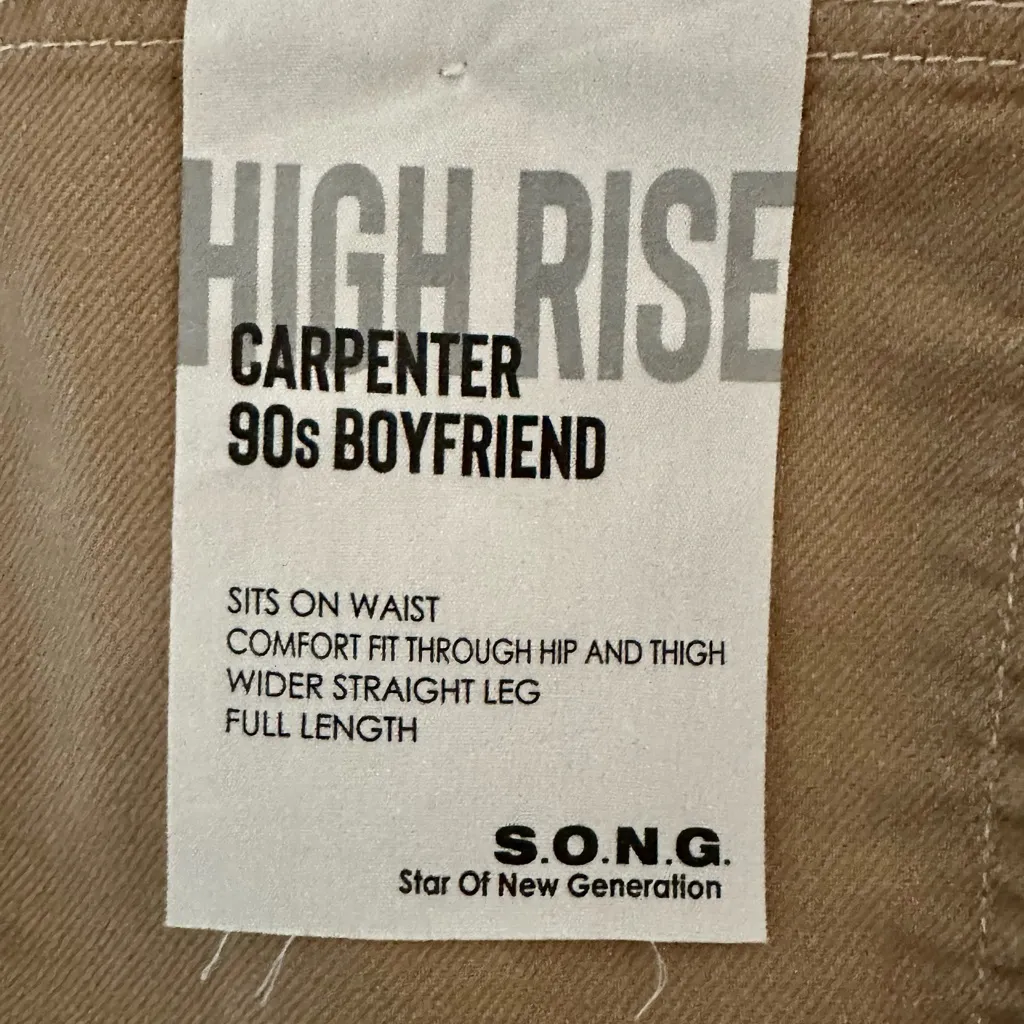 HIGH RISE
CARPENTER
90s BOYFRIEND
SITS ON WAIST
COMFORT FIT THROUGH HIP AND THIGH
WIDER STRAIGHT LEG
FULL LENGTH
S.O.N.G.
Star Of New Generation